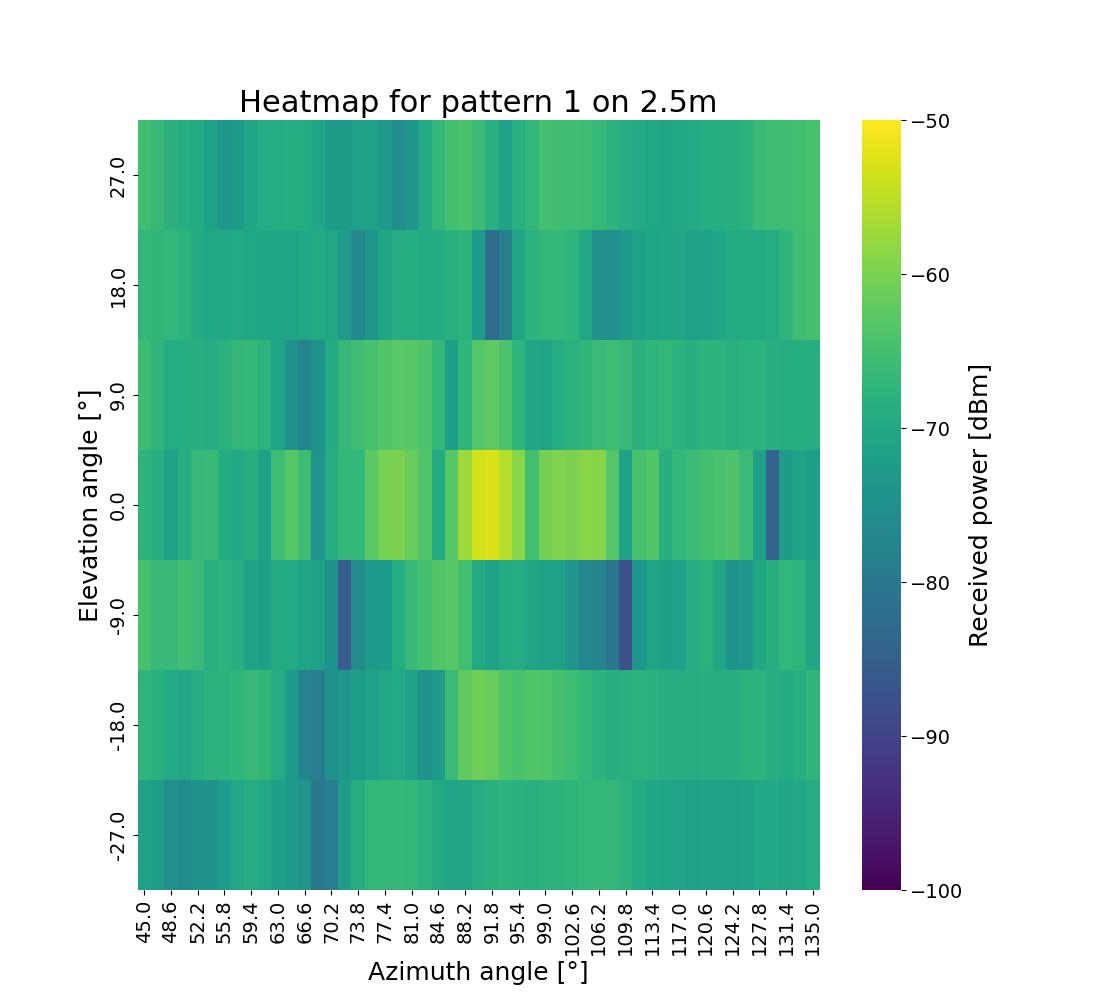 Heatmap for pattern 1 on 2.5m
Elevation angle [°]
27.0
18.0
9.0
0.0
-9.0
-18.0
-27.0
45.0 48.6 52.2 55.8 59.4 63.0 66.6 70.2 73.8 77.4 81.0 84.6 88.2 91.8 95.4 99.0 102.6 106.2 109.8 113.4 117.0 120.6 124.2 127.8 131.4 135.0
Azimuth angle [°]
−50
−60
−70
−80
−90
−100
Received power [dBm]